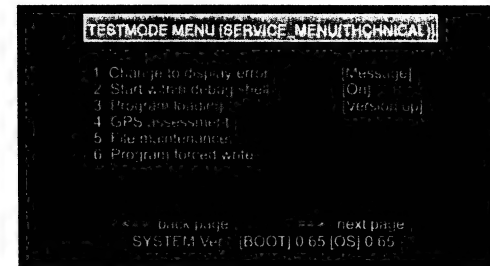 TESTMODE MENU [SERVICE MENU(THCHNICAL)]
1 Change to display error [Message]
2 Start within debug shell [On]
3 Program loading [Version up]
4 GPS assessment
5 File maintenance
6 Program forced write
back page next page
SYSTEM Ver. [BOOT] 0.65 [OS] 0.65